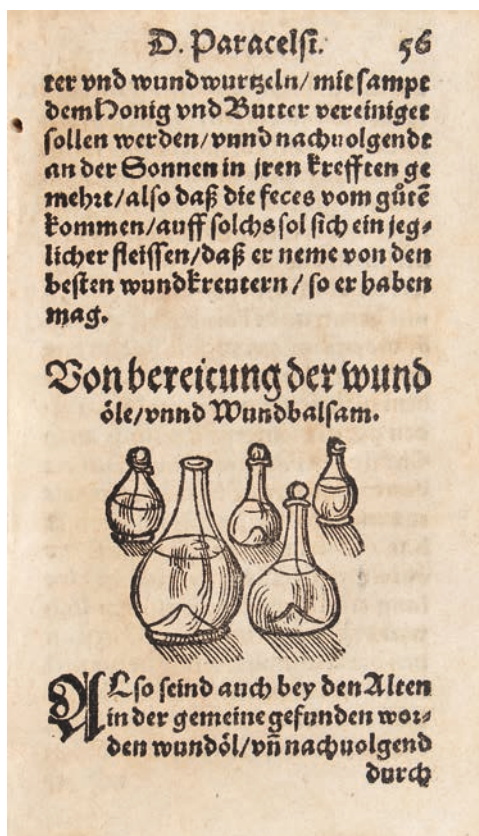 D. Paracelsi. 56
ter vnd wundwurtzeln/ mit sampt
dem Honig vnd Butter vereiniget
sollen werden/ vnnd nachuolgendt
an der Sonnen in jren krefften ge
mehrt/ also daß die feces vom gůtē
kommen/ auff solchs sol sich ein jeg⸗
licher fleissen/ daß er neme von den
besten wundkreutern/ so er haben
mag.
Von bereitung der wund
öle/ vnnd Wundbalsam.
ALso seind auch bey den Alten
in der gemeine gefunden wor⸗
den wundöl/ vñ nachuolgend
durch